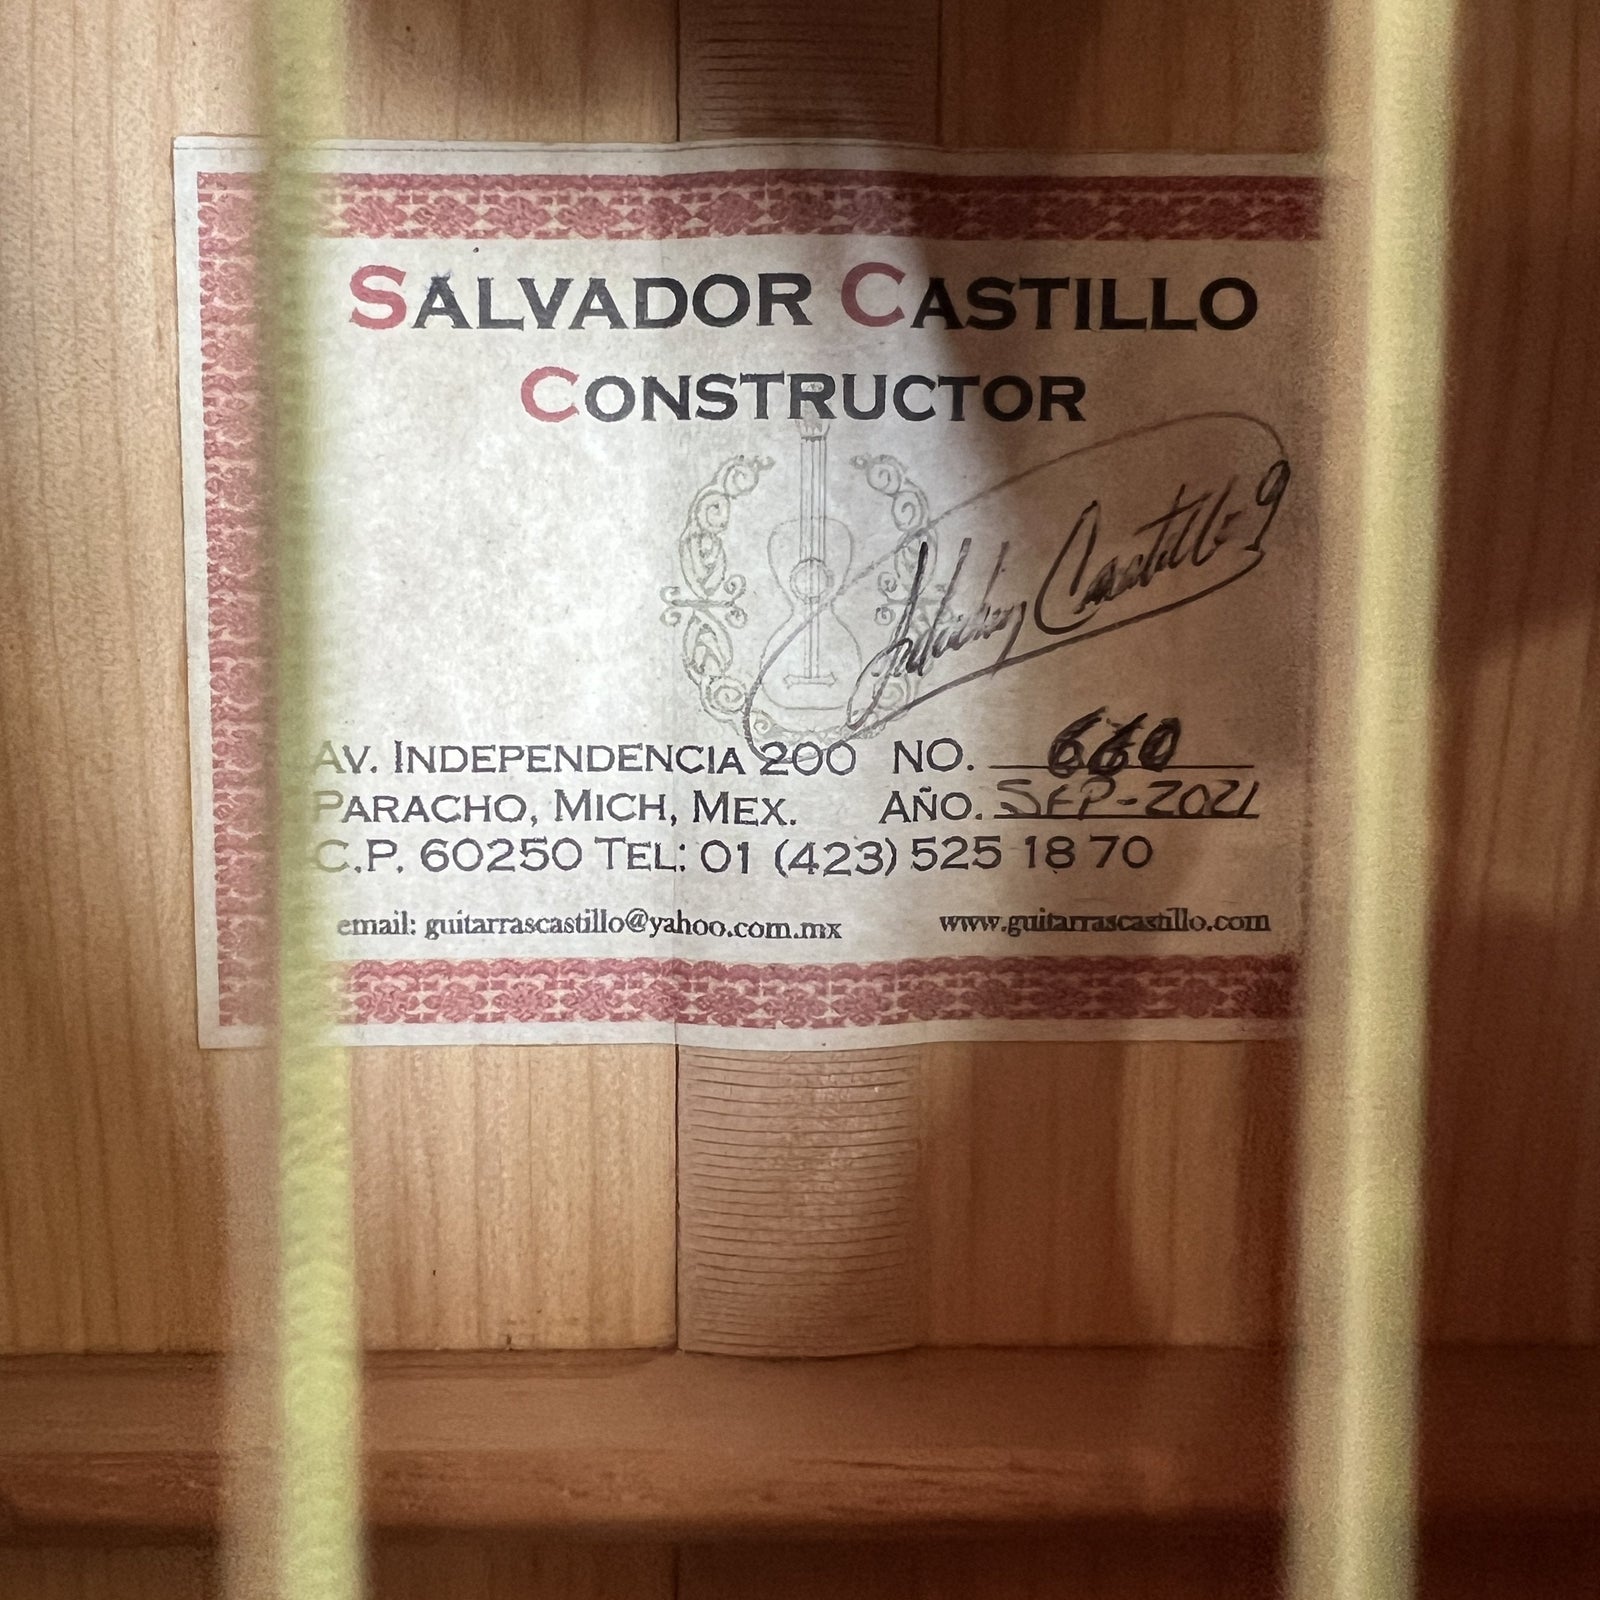 SALVADOR CASTILLO
CONSTRUCTOR
Castillo
AV. INDEPENDENCIA 200 NO. 660
PARACHO, MICH, MEX. AÑO. SEP-2021
C.P. 60250 TEL: 01 (423) 525 18 70
email: guitarrascastillo@yahoo.com.mx www.guitarrascastillo.com